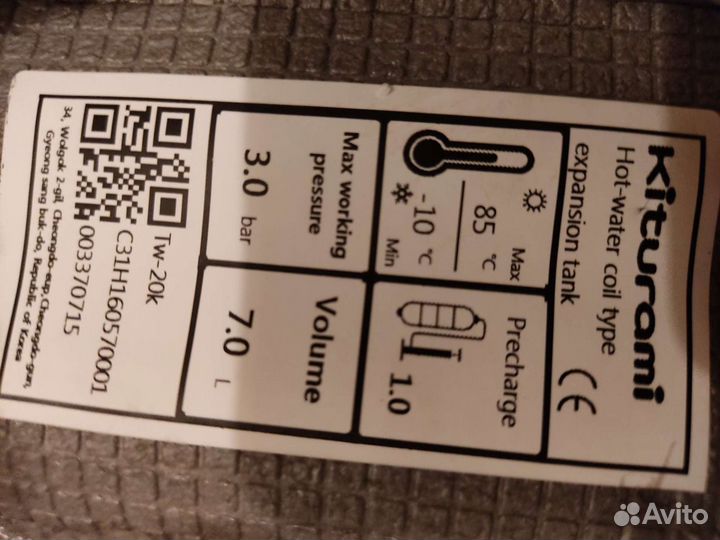 Kiturami
Hot-water coil type
expansion tank
CE
Max
85 °C
-10 °C
Min
Precharge
1.0
Max working
pressure
3.0 bar
Volume
7.0 L
Tw-20k
C31H160570001
003370715
34, Wolgok 2-gil, Cheongdo-eup, Cheongdo-gun,
Gyeong sang buk-do, Republic of Korea
Avito